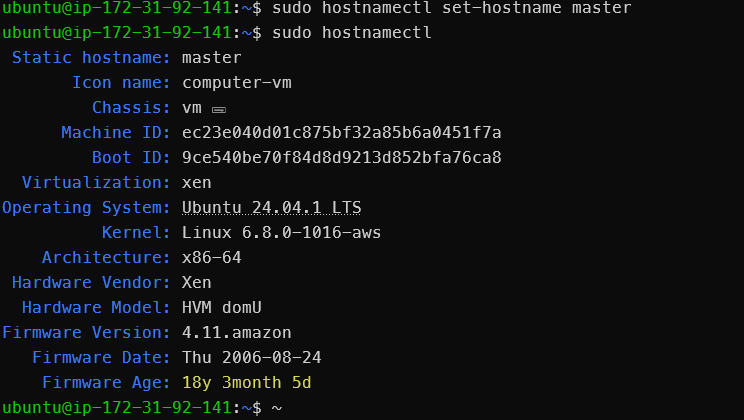 ubuntu@ip-172-31-92-141:~$ sudo hostnamectl set-hostname master
ubuntu@ip-172-31-92-141:~$ sudo hostnamectl
Static hostname: master
Icon name: computer-vm
Chassis: vm 🖴
Machine ID: ec23e040d01c875bf32a85b6a0451f7a
Boot ID: 9ce540be70f84d8d9213d852bfa76ca8
Virtualization: xen
Operating System: Ubuntu 24.04.1 LTS
Kernel: Linux 6.8.0-1016-aws
Architecture: x86-64
Hardware Vendor: Xen
Hardware Model: HVM domU
Firmware Version: 4.11.amazon
Firmware Date: Thu 2006-08-24
Firmware Age: 18y 3month 5d
ubuntu@ip-172-31-92-141:~$ ~